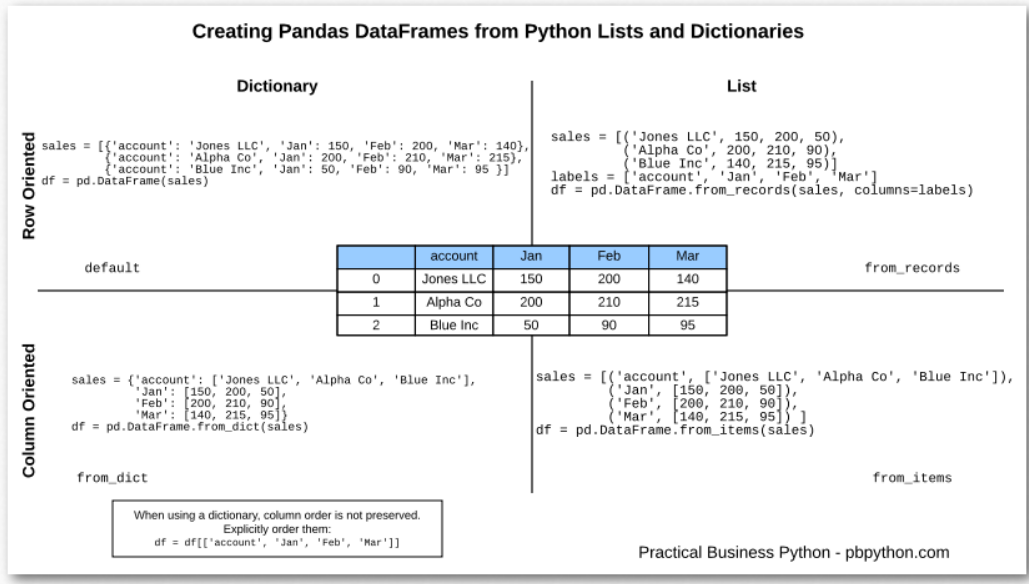 Creating Pandas DataFrames from Python Lists and Dictionaries
Dictionary
List
Row Oriented
sales = [{'account': 'Jones LLC', 'Jan': 150, 'Feb': 200, 'Mar': 140},
{'account': 'Alpha Co', 'Jan': 200, 'Feb': 210, 'Mar': 215},
{'account': 'Blue Inc', 'Jan': 50, 'Feb': 90, 'Mar': 95 }]
df = pd.DataFrame(sales)
default
sales = [('Jones LLC', 150, 200, 50),
('Alpha Co', 200, 210, 90),
('Blue Inc', 140, 215, 95)]
labels = ['account', 'Jan', 'Feb', 'Mar']
df = pd.DataFrame.from_records(sales, columns=labels)
from_records
account Jan Feb Mar
0 Jones LLC 150 200 140
1 Alpha Co 200 210 215
2 Blue Inc 50 90 95
Column Oriented
sales = {'account': ['Jones LLC', 'Alpha Co', 'Blue Inc'],
'Jan': [150, 200, 50],
'Feb': [200, 210, 90],
'Mar': [140, 215, 95]}
df = pd.DataFrame.from_dict(sales)
from_dict
sales = [('account', ['Jones LLC', 'Alpha Co', 'Blue Inc']),
('Jan', [150, 200, 50]),
('Feb', [200, 210, 90]),
('Mar', [140, 215, 95]) ]
df = pd.DataFrame.from_items(sales)
from_items
When using a dictionary, column order is not preserved.
Explicitly order them:
df = df[['account', 'Jan', 'Feb', 'Mar']]
Practical Business Python - pbpython.com